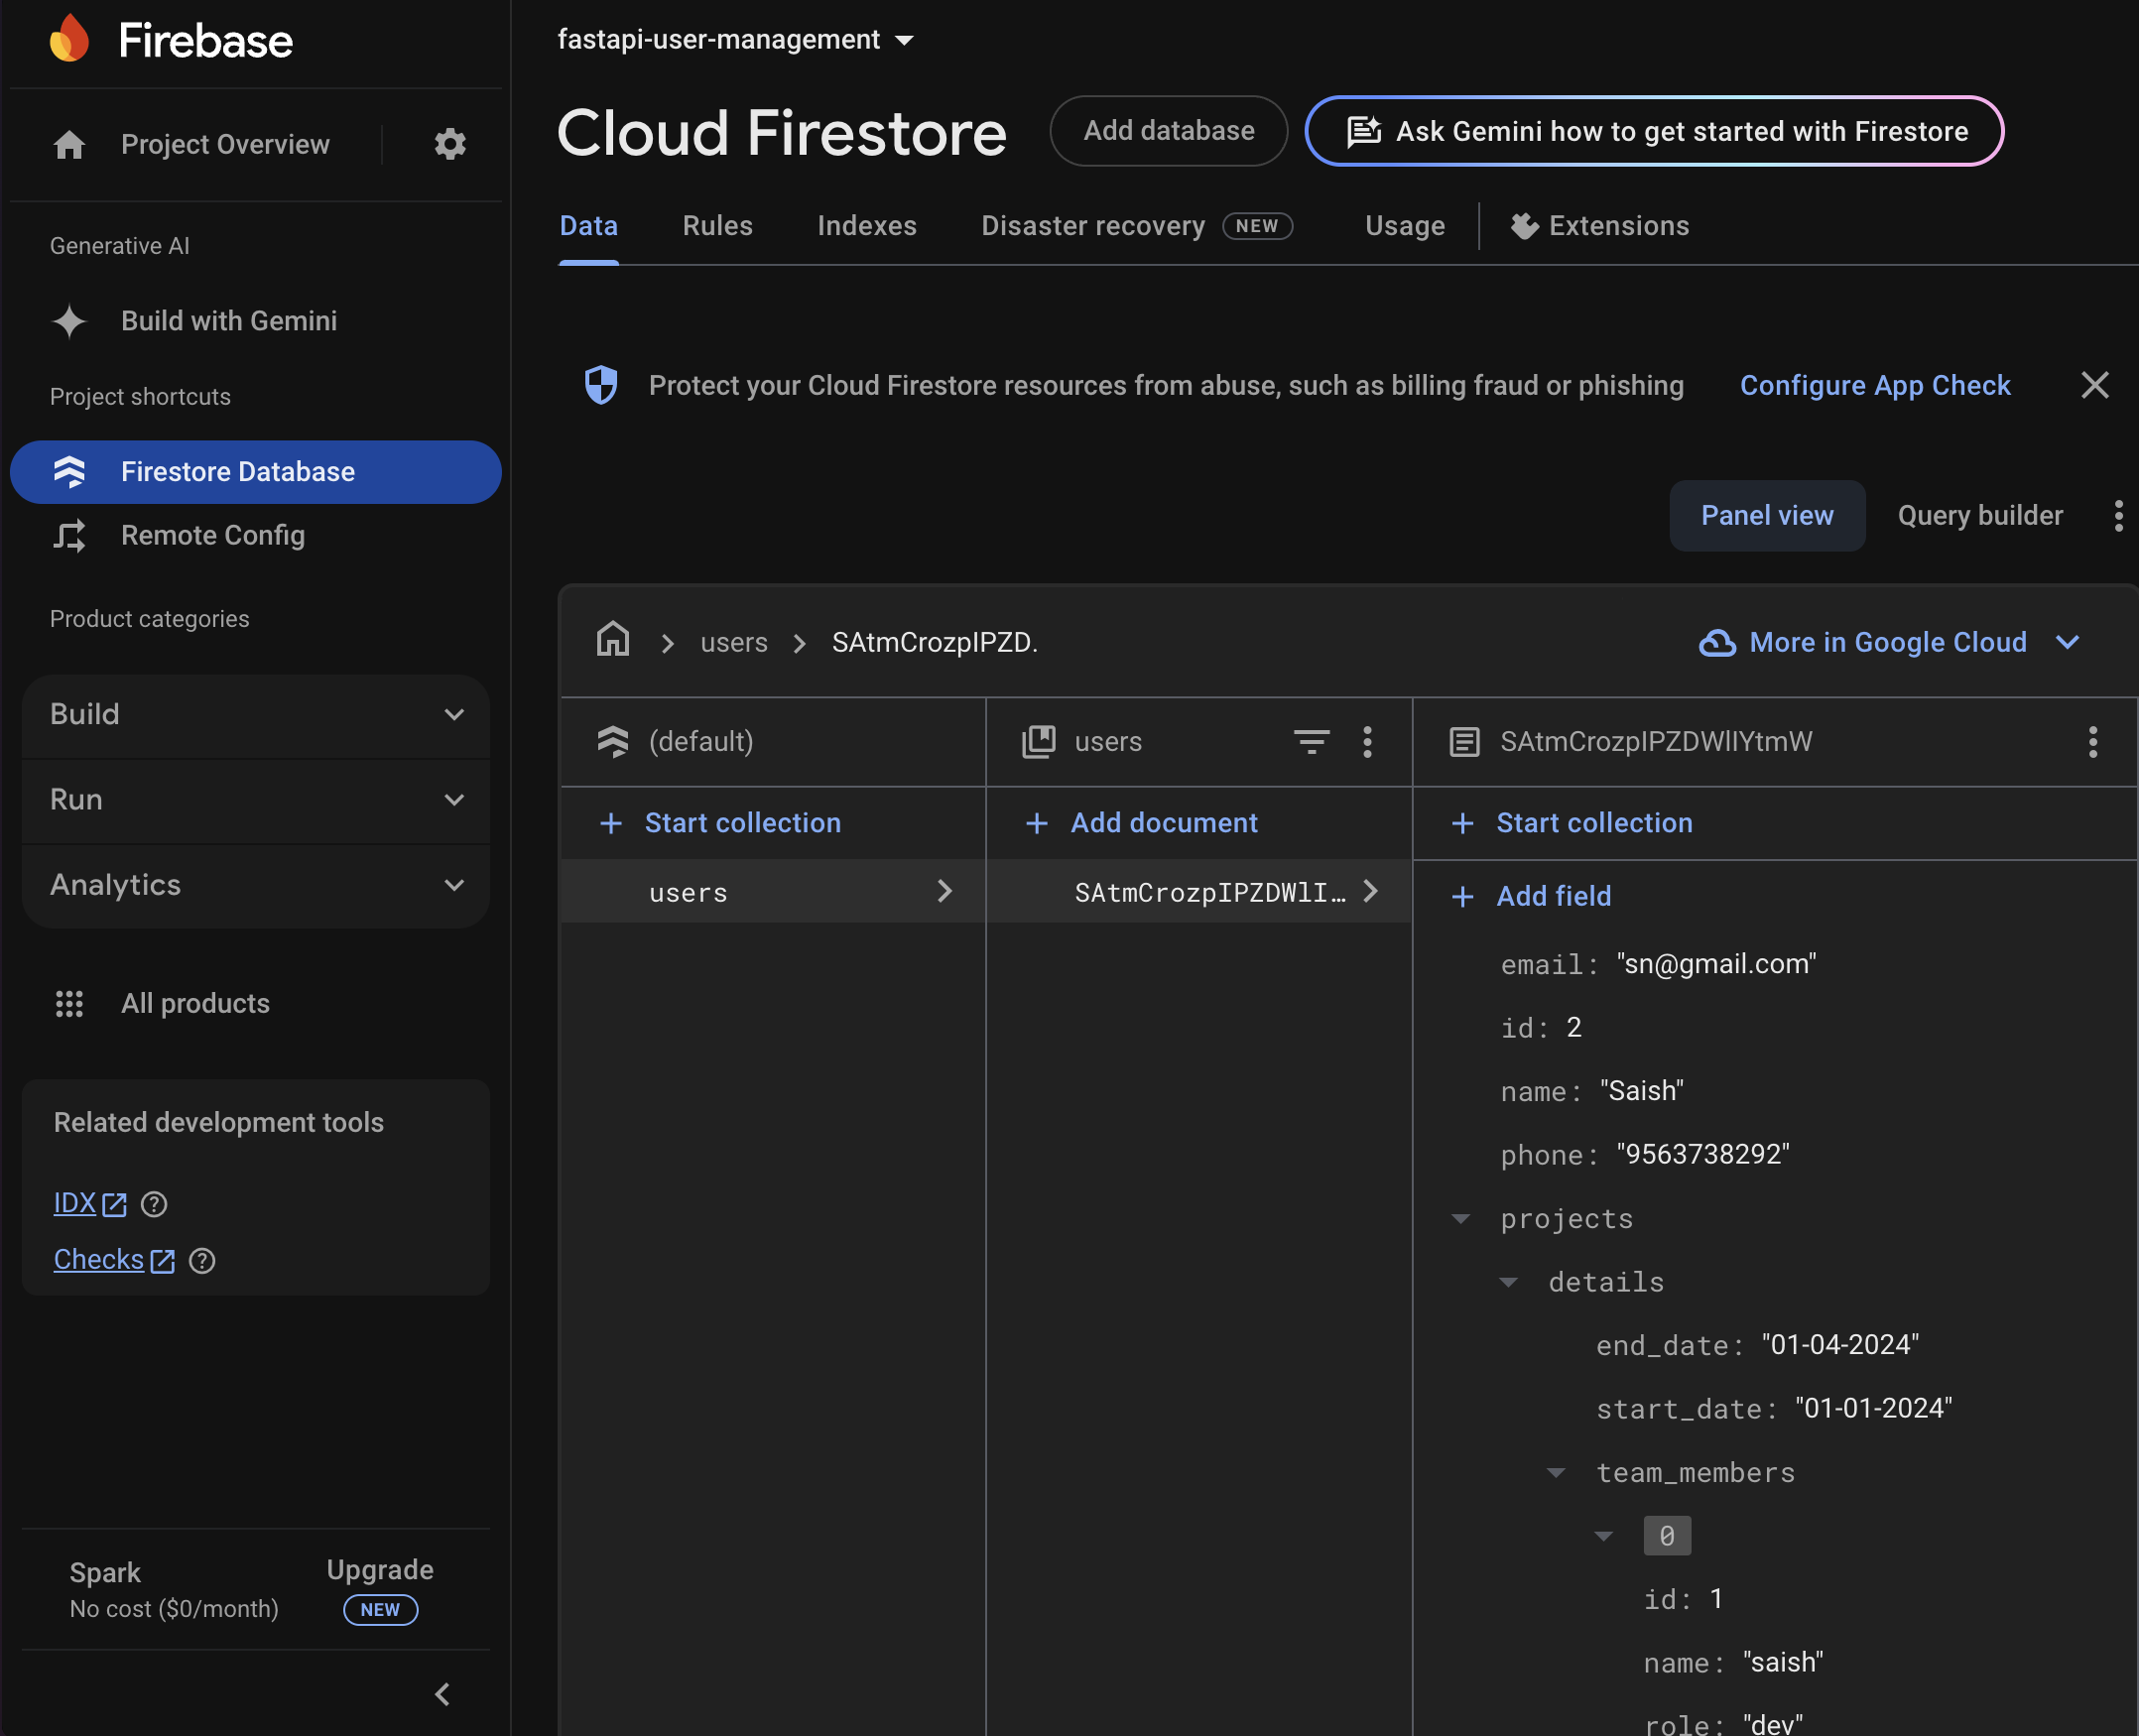 Firebase
Project Overview
Generative AI
Build with Gemini
Project shortcuts
Firestore Database
Remote Config
Product categories
Build
Run
Analytics
All products
Related development tools
IDX
Checks
Spark
No cost ($0/month)
Upgrade
NEW
fastapi-user-management
Cloud Firestore
Add database
Ask Gemini how to get started with Firestore
Data
Rules
Indexes
Disaster recovery NEW
Usage
Extensions
Protect your Cloud Firestore resources from abuse, such as billing fraud or phishing
Configure App Check
Panel view
Query builder
users
SAtmCrozpIPZD.
More in Google Cloud
(default)
+ Start collection
users
users
+ Add document
SAtmCrozpIPZDWlI…
SAtmCrozpIPZDWlIYtmW
+ Start collection
+ Add field
email: "sn@gmail.com"
id: 2
name: "Saish"
phone: "9563738292"
projects
details
end_date: "01-04-2024"
start_date: "01-01-2024"
team_members
0
id: 1
name: "saish"
role: "dev"